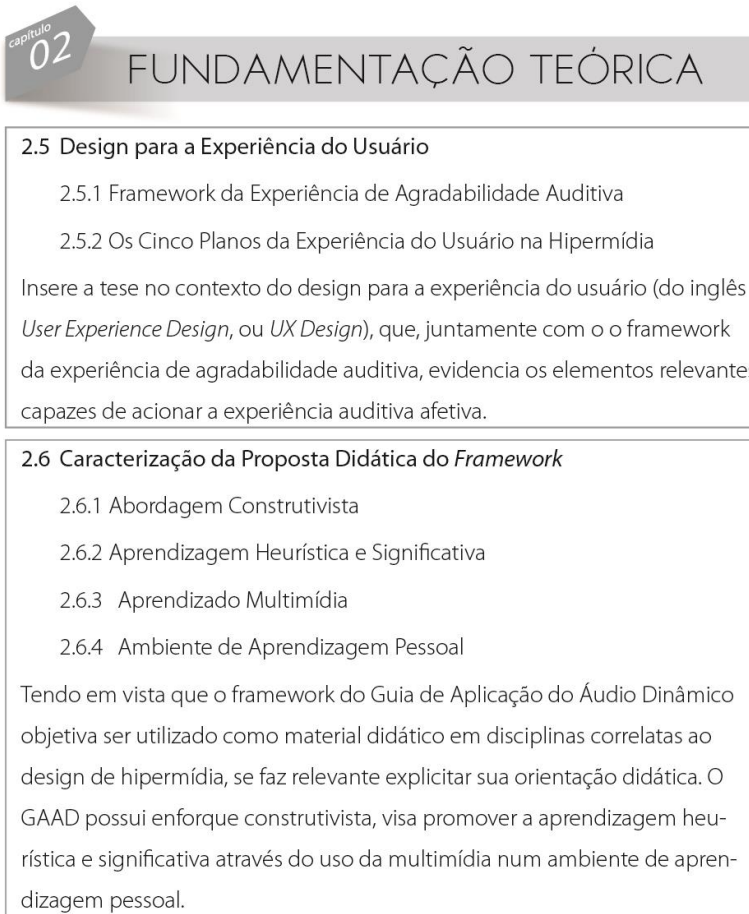 capítulo
02
FUNDAMENTAÇÃO TEÓRICA
2.5 Design para a Experiência do Usuário
2.5.1 Framework da Experiência de Agradabilidade Auditiva
2.5.2 Os Cinco Planos da Experiência do Usuário na Hipermídia
Insere a tese no contexto do design para a experiência do usuário (do inglês
User Experience Design, ou UX Design), que, juntamente com o o framework
da experiência de agradabilidade auditiva, evidencia os elementos relevantes
capazes de acionar a experiência auditiva afetiva.
2.6 Caracterização da Proposta Didática do Framework
2.6.1 Abordagem Construtivista
2.6.2 Aprendizagem Heurística e Significativa
2.6.3 Aprendizado Multimídia
2.6.4 Ambiente de Aprendizagem Pessoal
Tendo em vista que o framework do Guia de Aplicação do Áudio Dinâmico
objetiva ser utilizado como material didático em disciplinas correlatas ao
design de hipermídia, se faz relevante explicitar sua orientação didática. O
GAAD possui enforque construtivista, visa promover a aprendizagem heu-
rística e significativa através do uso da multimídia num ambiente de apren-
dizagem pessoal.